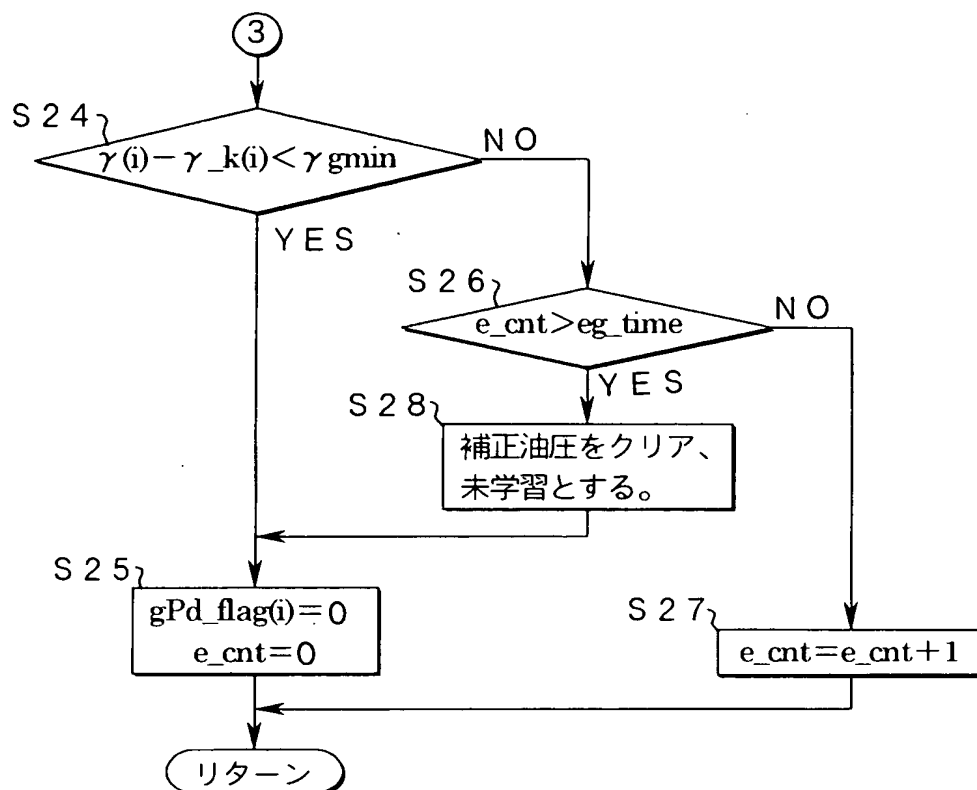 3
S24
γ(i)-γ_k(i)<γgmin
NO
YES
S26
e_cnt>eg_time
NO
YES
S28
補正油圧をクリア、
未学習とする。
S25
gPd_flag(i)=0
e_cnt=0
S27
e_cnt=e_cnt+1
リターン